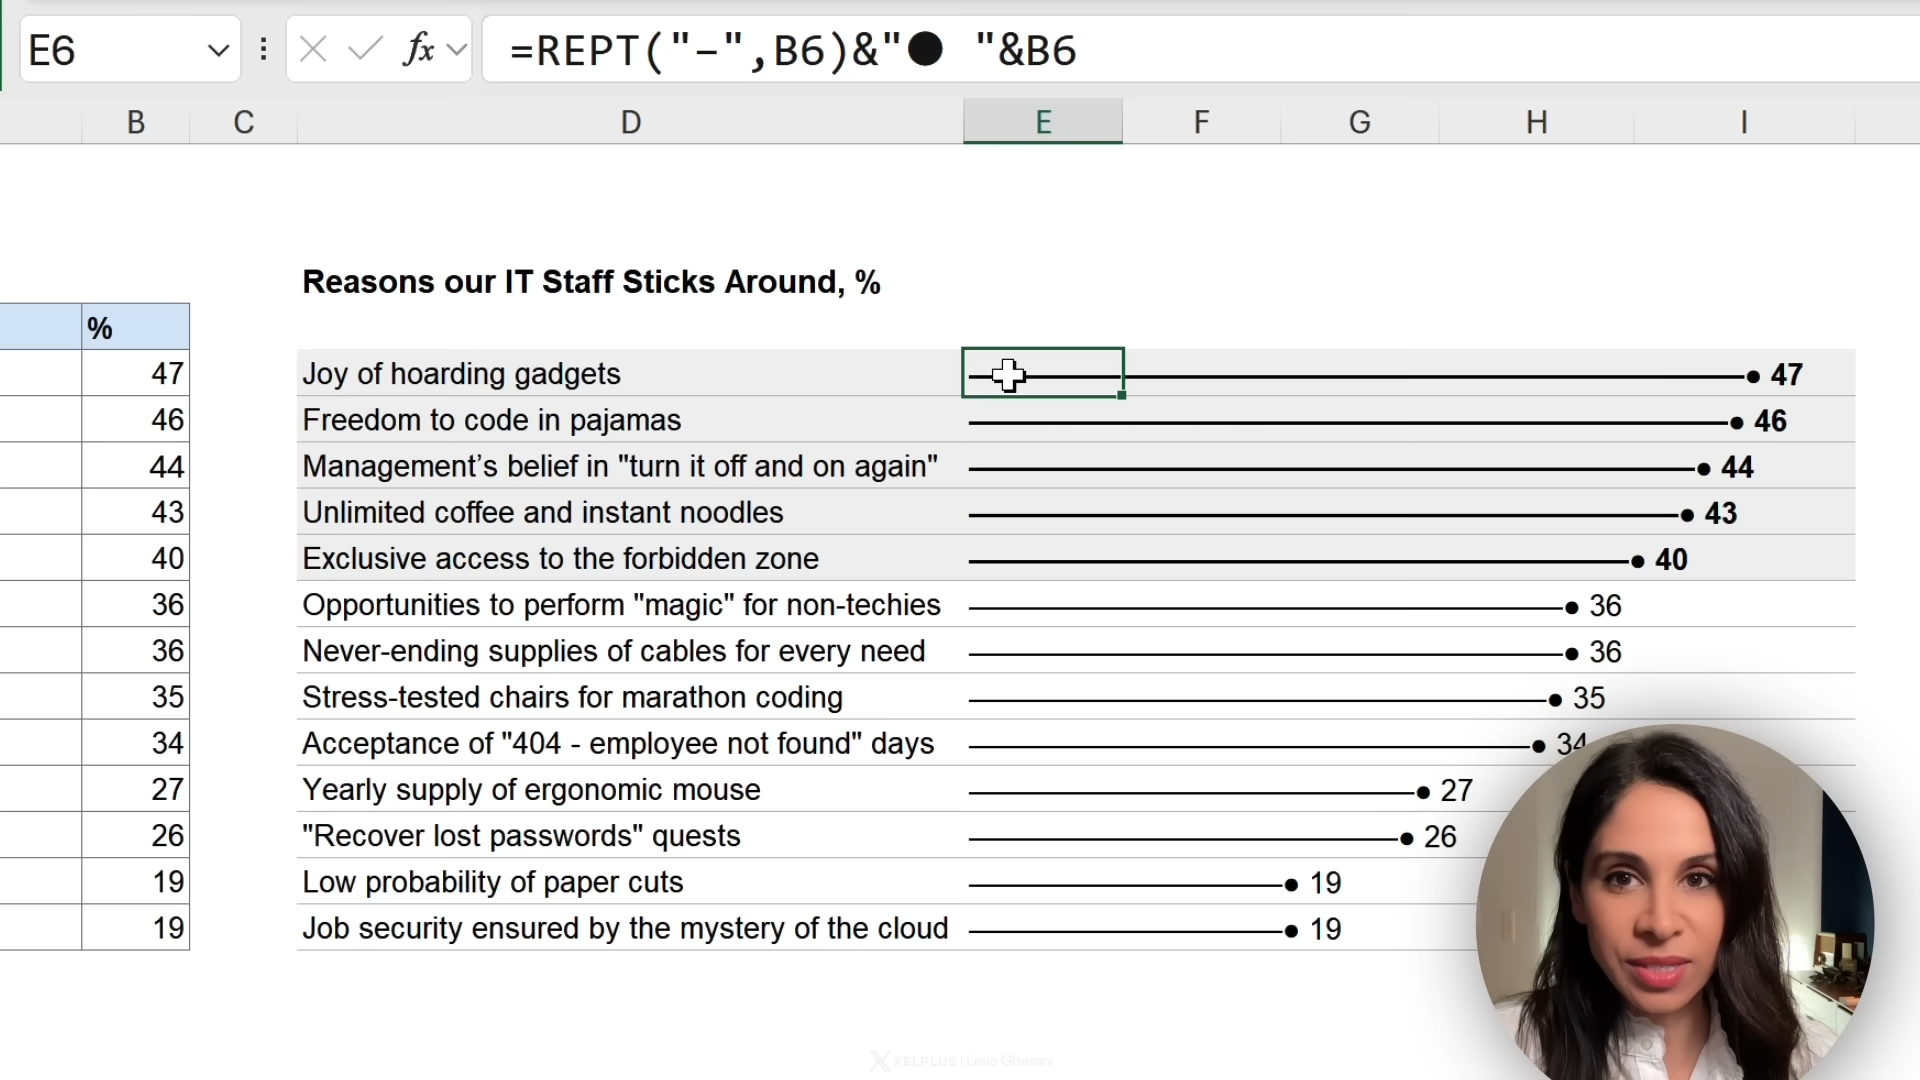 E6
fx
=REPT("-",B6)&"● "&B6
B C D E F G H I
Reasons our IT Staff Sticks Around, %
%
47 Joy of hoarding gadgets ● 47
46 Freedom to code in pajamas ● 46
44 Management’s belief in "turn it off and on again" ● 44
43 Unlimited coffee and instant noodles ● 43
40 Exclusive access to the forbidden zone ● 40
36 Opportunities to perform "magic" for non-techies ● 36
36 Never-ending supplies of cables for every need ● 36
35 Stress-tested chairs for marathon coding ● 35
34 Acceptance of "404 - employee not found" days ● 34
27 Yearly supply of ergonomic mouse ● 27
26 "Recover lost passwords" quests ● 26
19 Low probability of paper cuts ● 19
19 Job security ensured by the mystery of the cloud ● 19
XELPLUS | Leila Gharani